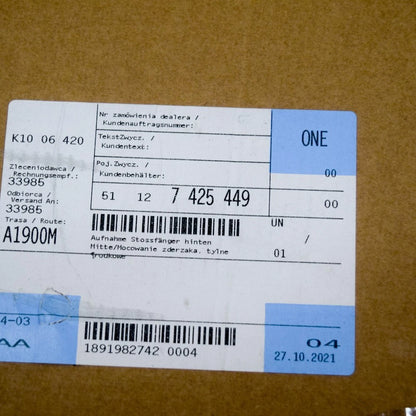 Nr zamówienia dealera /
Kundenauftragsnummer:
K10 06 420
ONE
TekstZwycz. /
Kundentext:
Zleceniodawca /
Rechnungsempf.:
33985
Poj.Zwycz. /
Kundenbehälter:
00
Odbiorca /
Versand An:
33985
51 12 7 425 449
00
Trasa / Route:
A1900M
UN
/
01
Aufnahme Stossfänger hinten
Mitte/Mocowanie zderzaka. tylne
środkowe
4-03
AA
1891982742 0004
04
27.10.2021